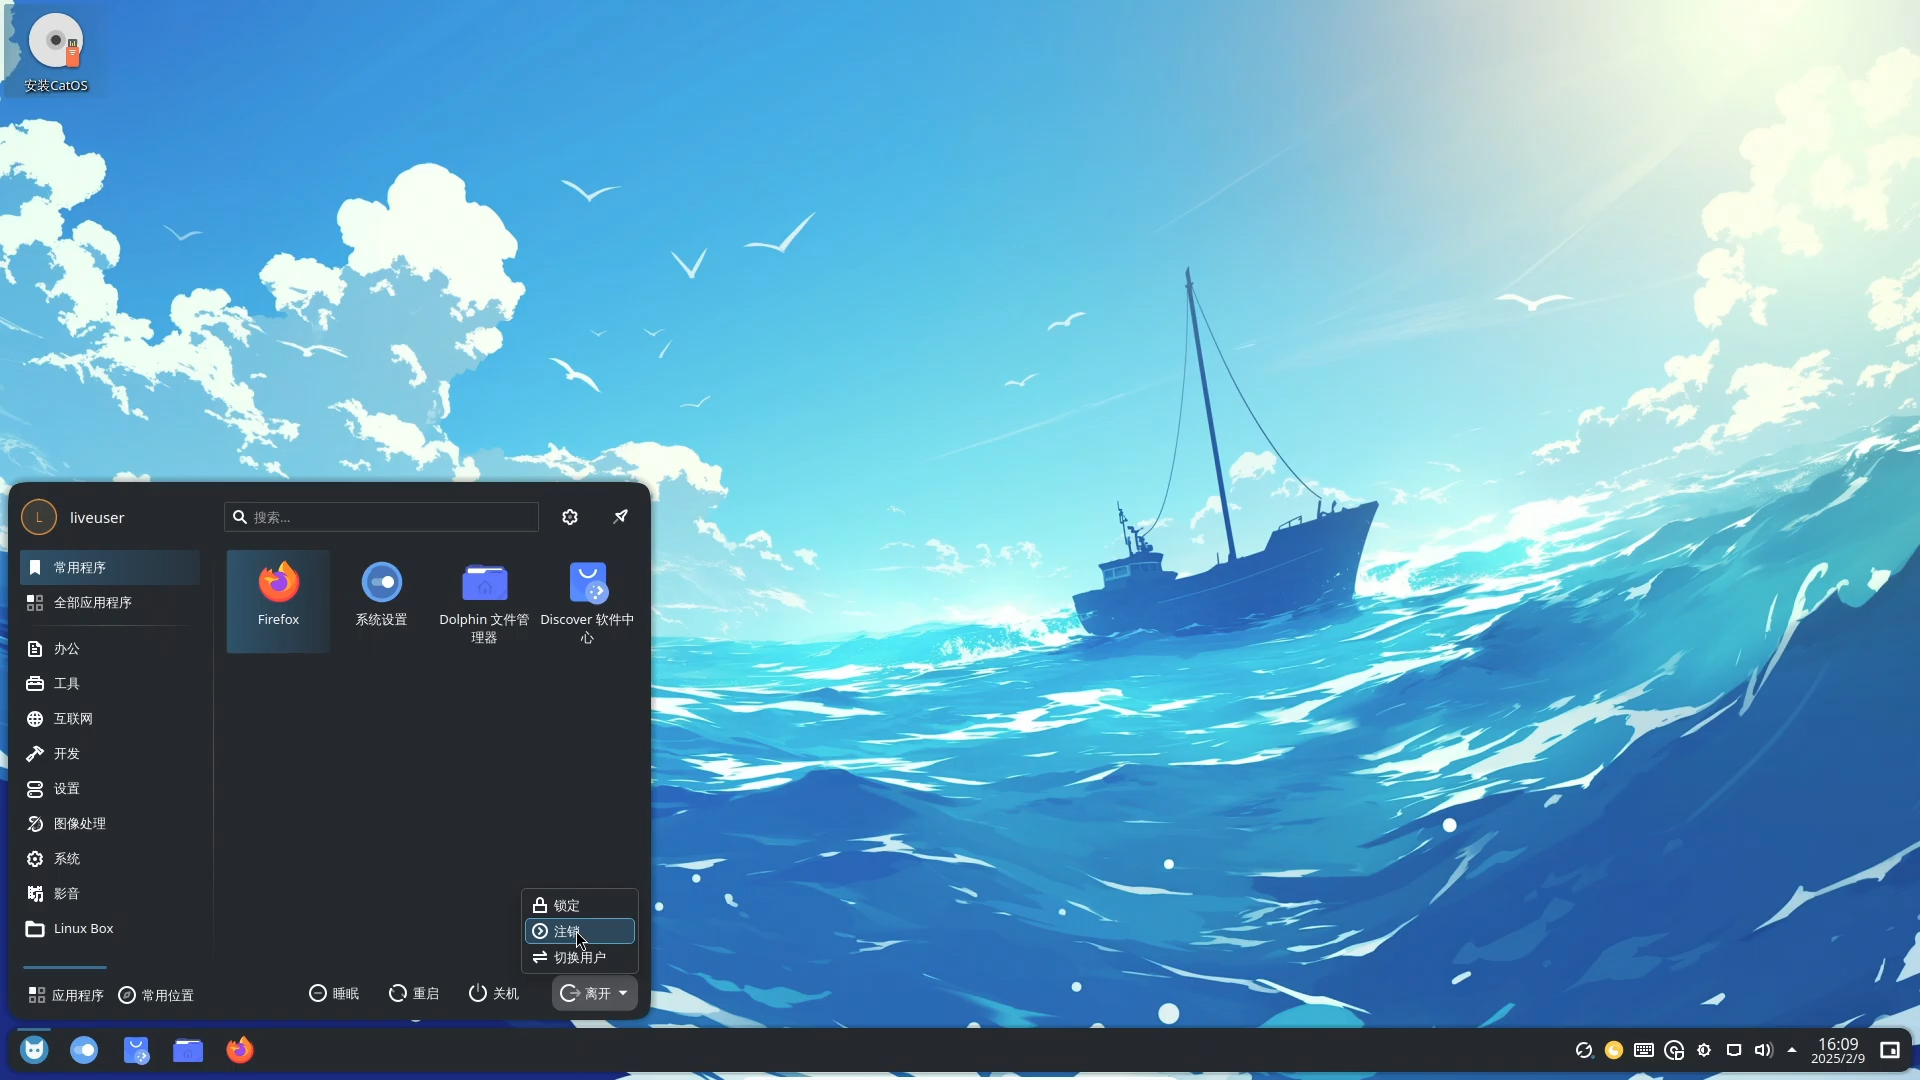 安装CatOS
L
liveuser
搜索...
常用程序
全部应用程序
办公
工具
互联网
开发
设置
图像处理
系统
影音
Linux Box
Firefox
系统设置
Dolphin 文件管
理器
Discover 软件中
心
锁定
注销
切换用户
应用程序
常用位置
睡眠
重启
关机
离开
16:09
2025/2/9